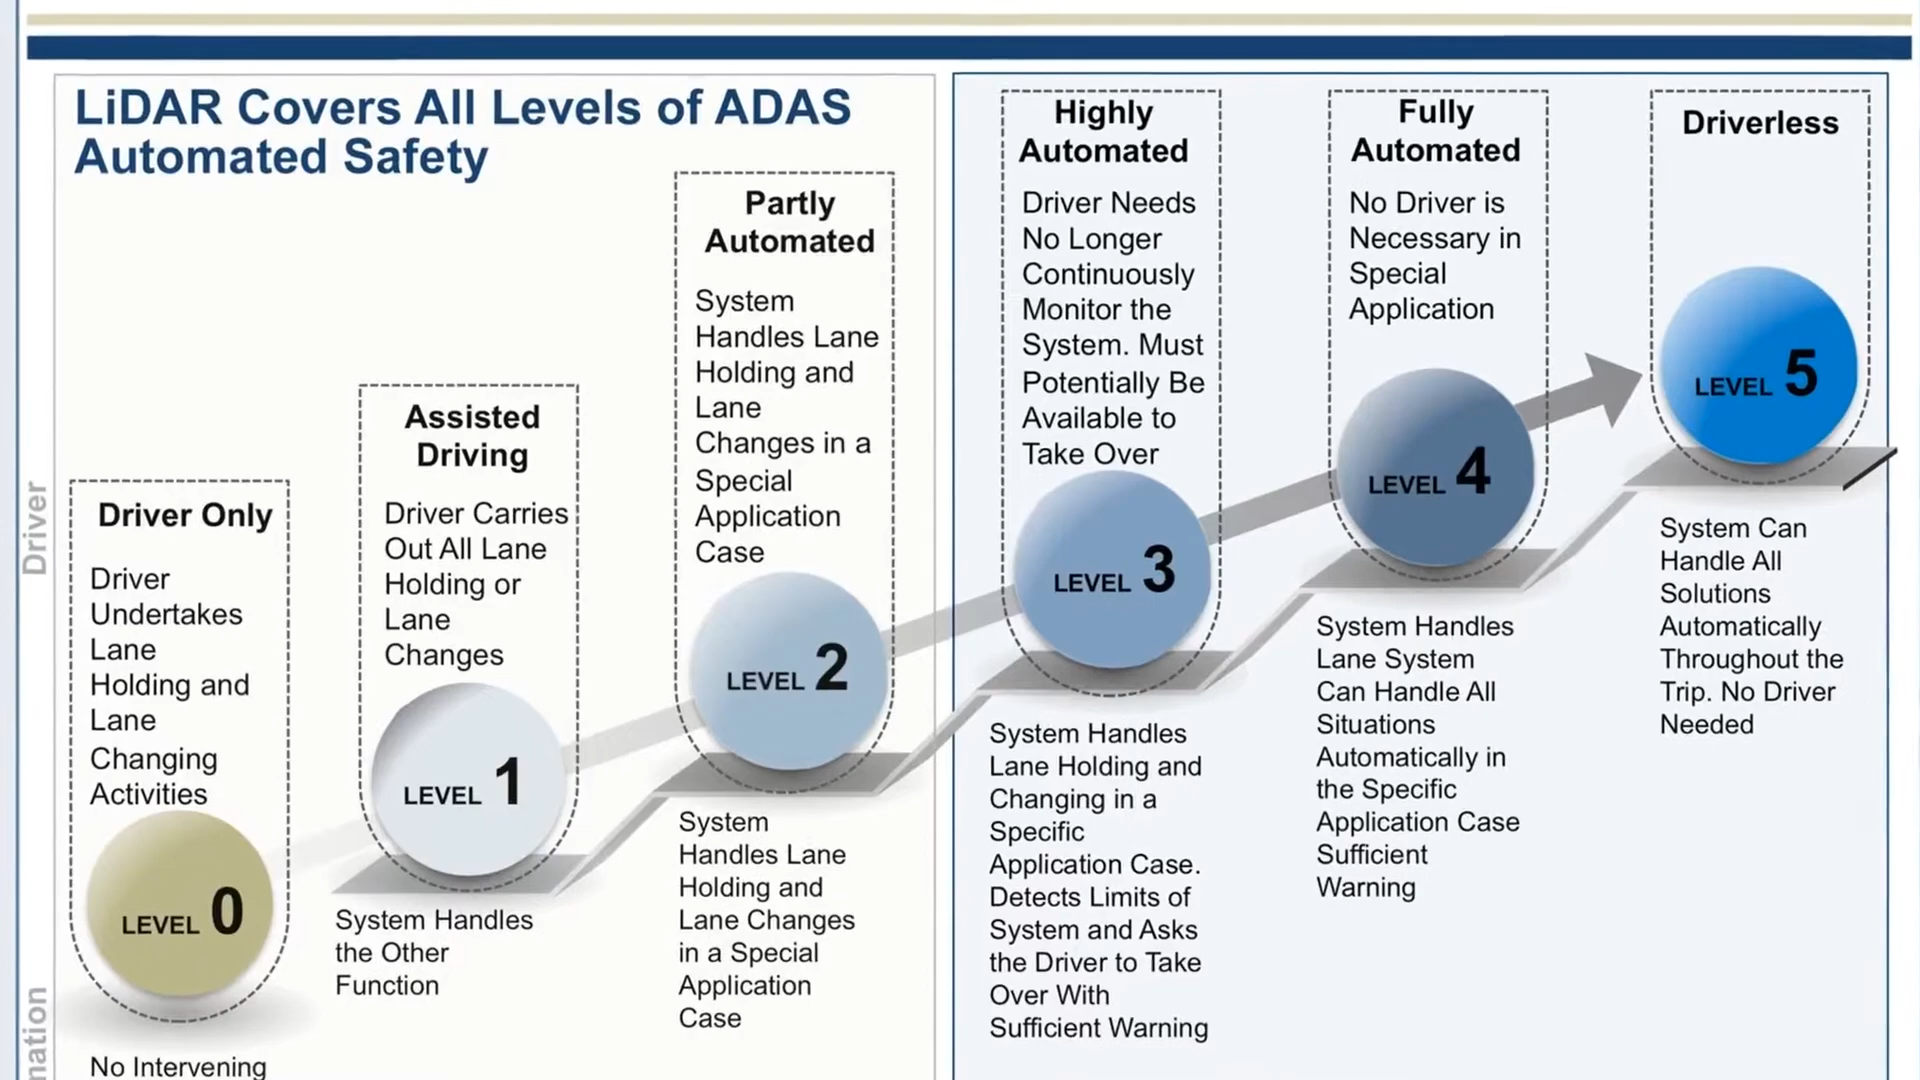 LiDAR Covers All Levels of ADAS
Automated Safety
Driver
Driver Only
Driver
Undertakes
Lane
Holding and
Lane
Changing
Activities
LEVEL 0
No Intervening
Assisted
Driving
Driver Carries
Out All Lane
Holding or
Lane
Changes
LEVEL 1
System Handles
the Other
Function
Partly
Automated
System
Handles Lane
Holding and
Lane
Changes in a
Special
Application
Case
LEVEL 2
System
Handles Lane
Holding and
Lane Changes
in a Special
Application
Case
Highly
Automated
Driver Needs
No Longer
Continuously
Monitor the
System. Must
Potentially Be
Available to
Take Over
LEVEL 3
System Handles
Lane Holding and
Changing in a
Specific
Application Case.
Detects Limits of
System and Asks
the Driver to Take
Over With
Sufficient Warning
Fully
Automated
No Driver is
Necessary in
Special
Application
LEVEL 4
System Handles
Lane System
Can Handle All
Situations
Automatically in
the Specific
Application Case
Sufficient
Warning
Driverless
LEVEL 5
System Can
Handle All
Solutions
Automatically
Throughout the
Trip. No Driver
Needed